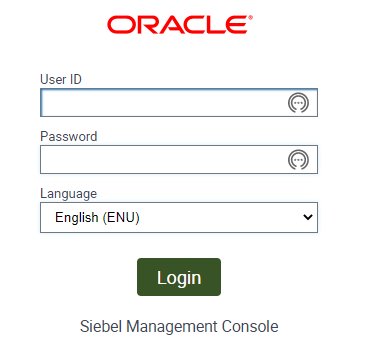 ORACLE®
User ID
Password
Language
English (ENU)
Login
Siebel Management Console